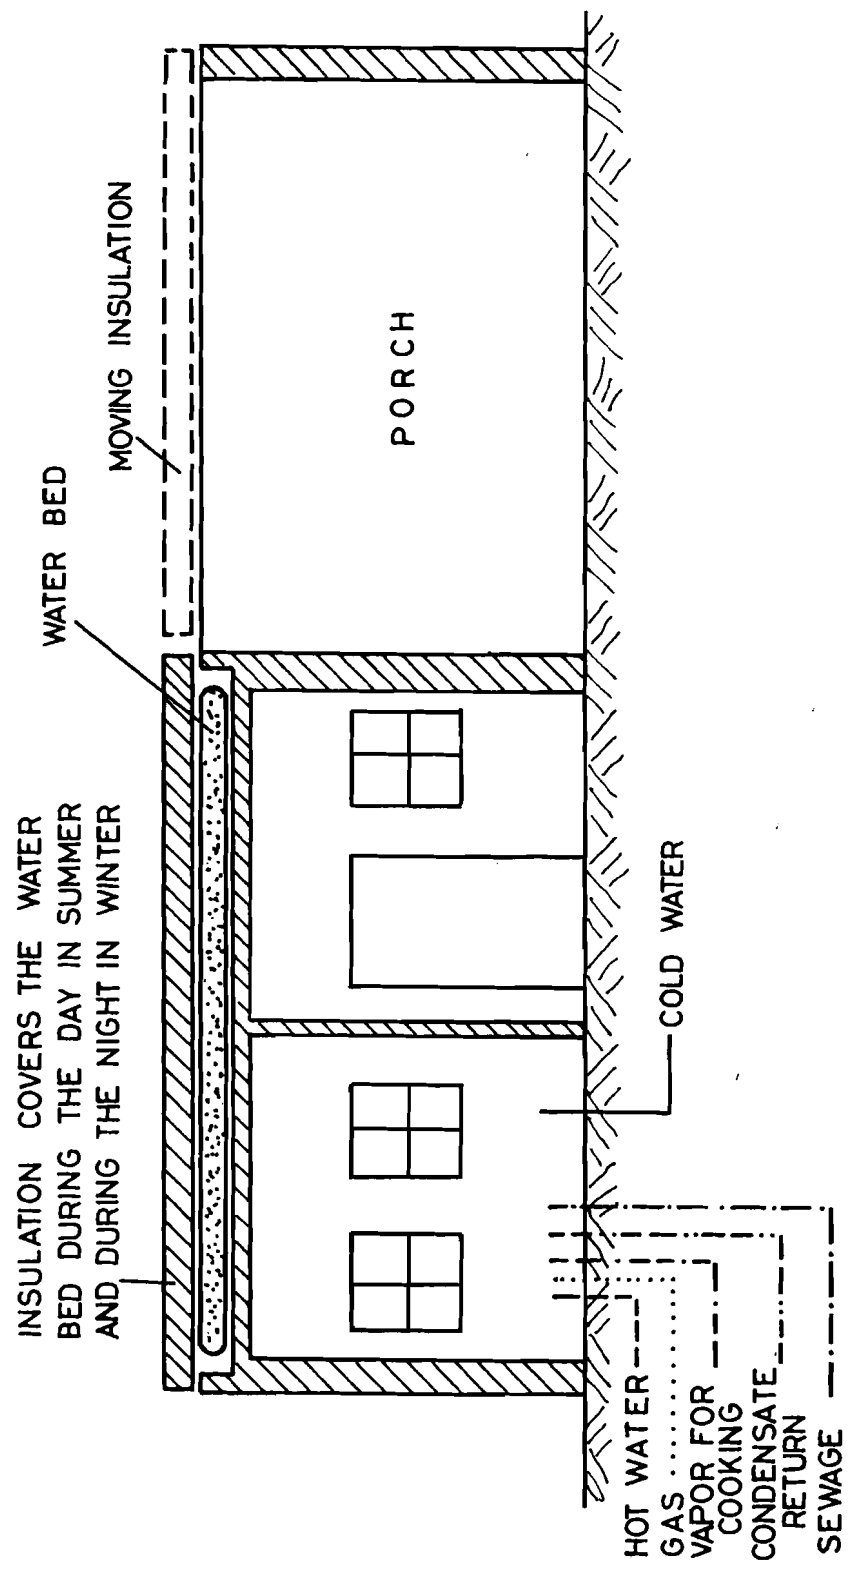 INSULATION COVERS THE WATER
BED DURING THE DAY IN SUMMER
AND DURING THE NIGHT IN WINTER
WATER BED
MOVING INSULATION
PORCH
COLD WATER
HOT WATER
GAS
VAPOR FOR
COOKING
CONDENSATE
RETURN
SEWAGE